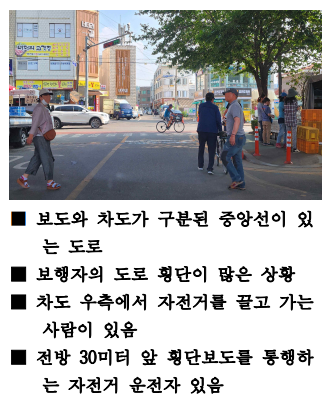 ■ 보도와 차도가 구분된 중앙선이 있
는 도로
■ 보행자의 도로 횡단이 많은 상황
■ 차도 우측에서 자전거를 끌고 가는
사람이 있음
■ 전방 30미터 앞 횡단보도를 통행하
는 자전거 운전자 있음